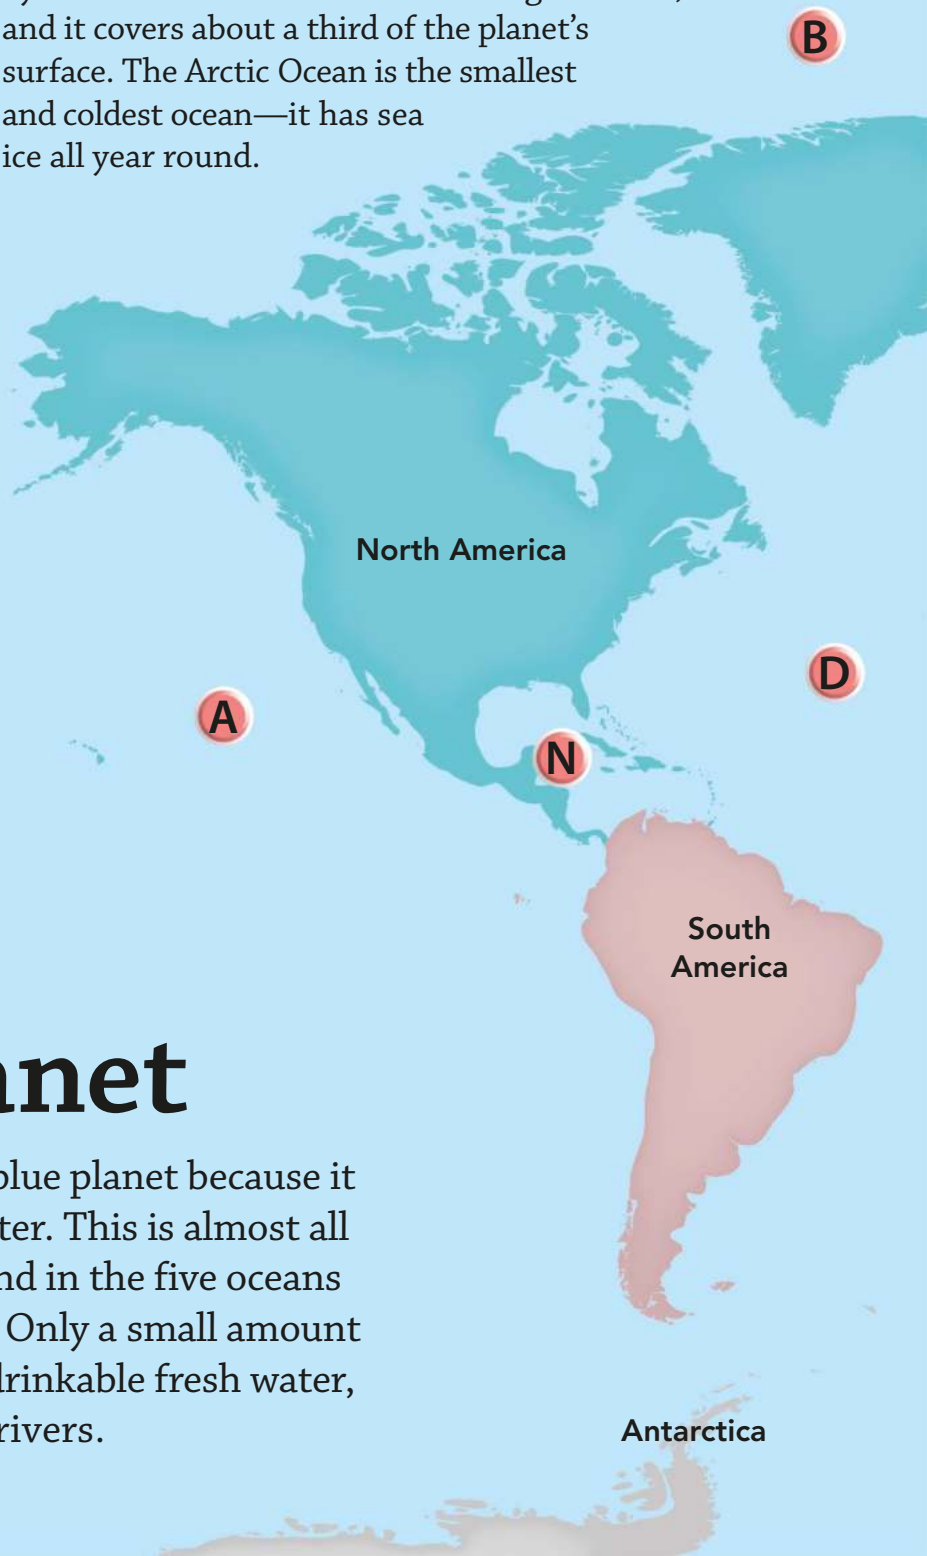 and it covers about a third of the planet's
surface. The Arctic Ocean is the smallest
and coldest ocean—it has sea
ice all year round.
B
North America
D
A
N
South
America
anet
blue planet because it
ter. This is almost all
nd in the five oceans
Only a small amount
drinkable fresh water,
rivers.
Antarctica